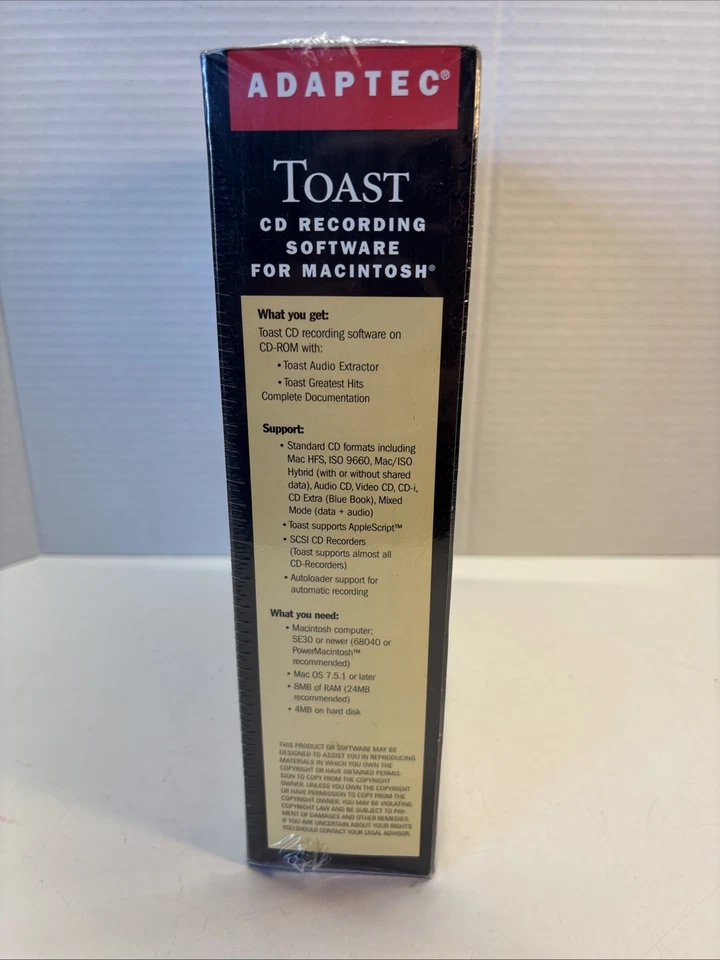 ADAPTEC®
TOAST
CD RECORDING
SOFTWARE
FOR MACINTOSH®
What you get:
Toast CD recording software on
CD-ROM with:
• Toast Audio Extractor
• Toast Greatest Hits
Complete Documentation
Support:
• Standard CD formats including
Mac HFS, ISO 9660, Mac/ISO
Hybrid (with or without shared
data), Audio CD, Video CD, CD-i,
CD Extra (Blue Book), Mixed
Mode (data + audio)
• Toast supports AppleScript™
• SCSI CD Recorders
(Toast supports almost all
CD-Recorders)
• Autoloader support for
automatic recording
What you need:
• Macintosh computer;
SE30 or newer (68040 or
PowerMacintosh™
recommended)
• Mac OS 7.5.1 or later
• 8MB of RAM (24MB
recommended)
• 4MB on hard disk
THIS PRODUCT OR SOFTWARE MAY BE
DESIGNED TO ASSIST YOU IN REPRODUCING
MATERIALS IN WHICH YOU OWN THE
COPYRIGHT OR HAVE OBTAINED PERMIS-
SION TO COPY FROM THE COPYRIGHT
OWNER. UNLESS YOU OWN THE COPYRIGHT
OR HAVE PERMISSION TO COPY FROM THE
COPYRIGHT OWNER, YOU MAY BE VIOLATING
COPYRIGHT LAW AND BE SUBJECT TO PAY-
MENT OF DAMAGES AND OTHER REMEDIES.
IF YOU ARE UNCERTAIN ABOUT YOUR RIGHTS
YOU SHOULD CONTACT YOUR LEGAL ADVISOR.